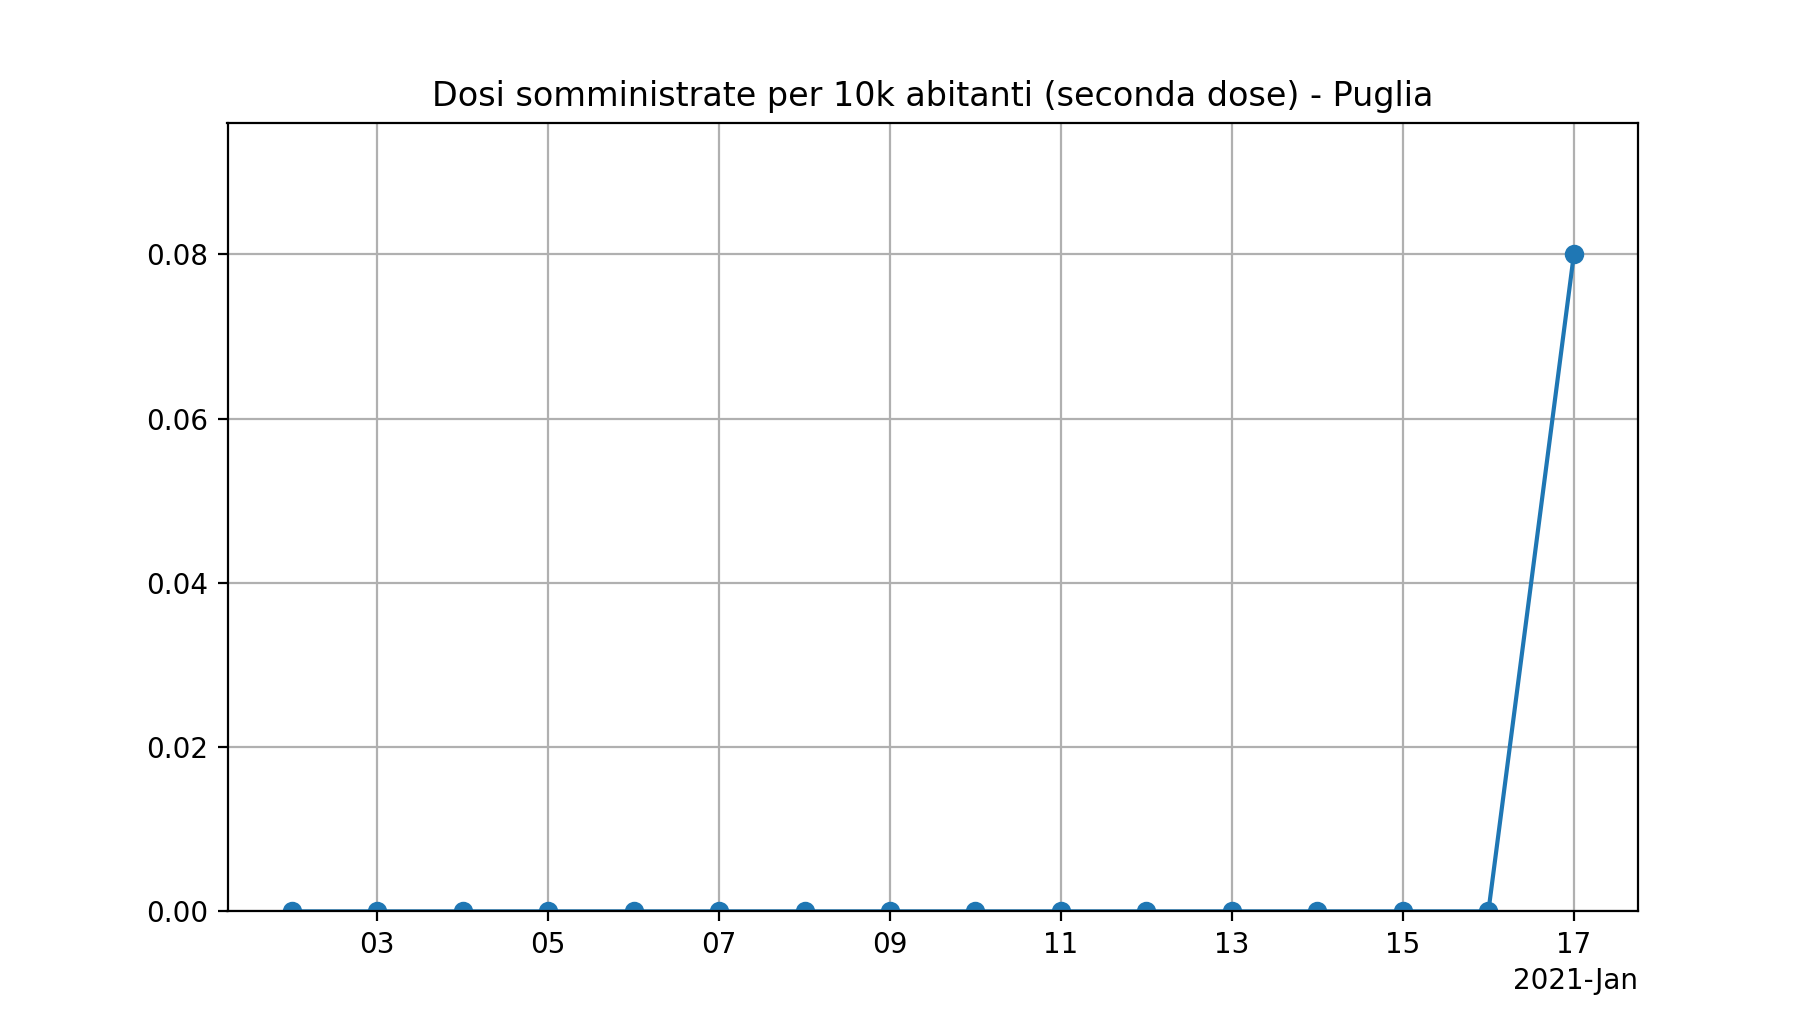 Dosi somministrate per 10k abitanti (seconda dose) - Puglia
0.08
0.06
0.04
0.02
0.00
03 05 07 09 11 13 15 17
2021-Jan